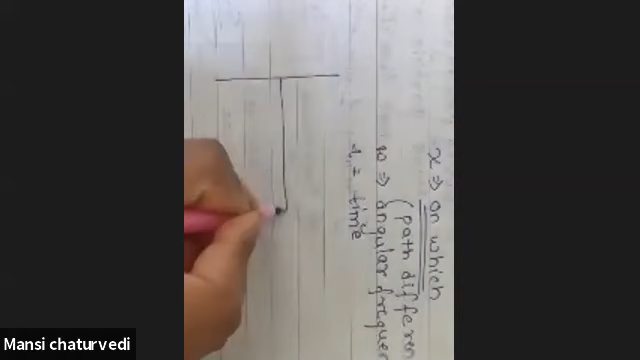 x ⇒ on which
(path differen
w ⇒ angular frequen
t = time
Mansi chaturvedi